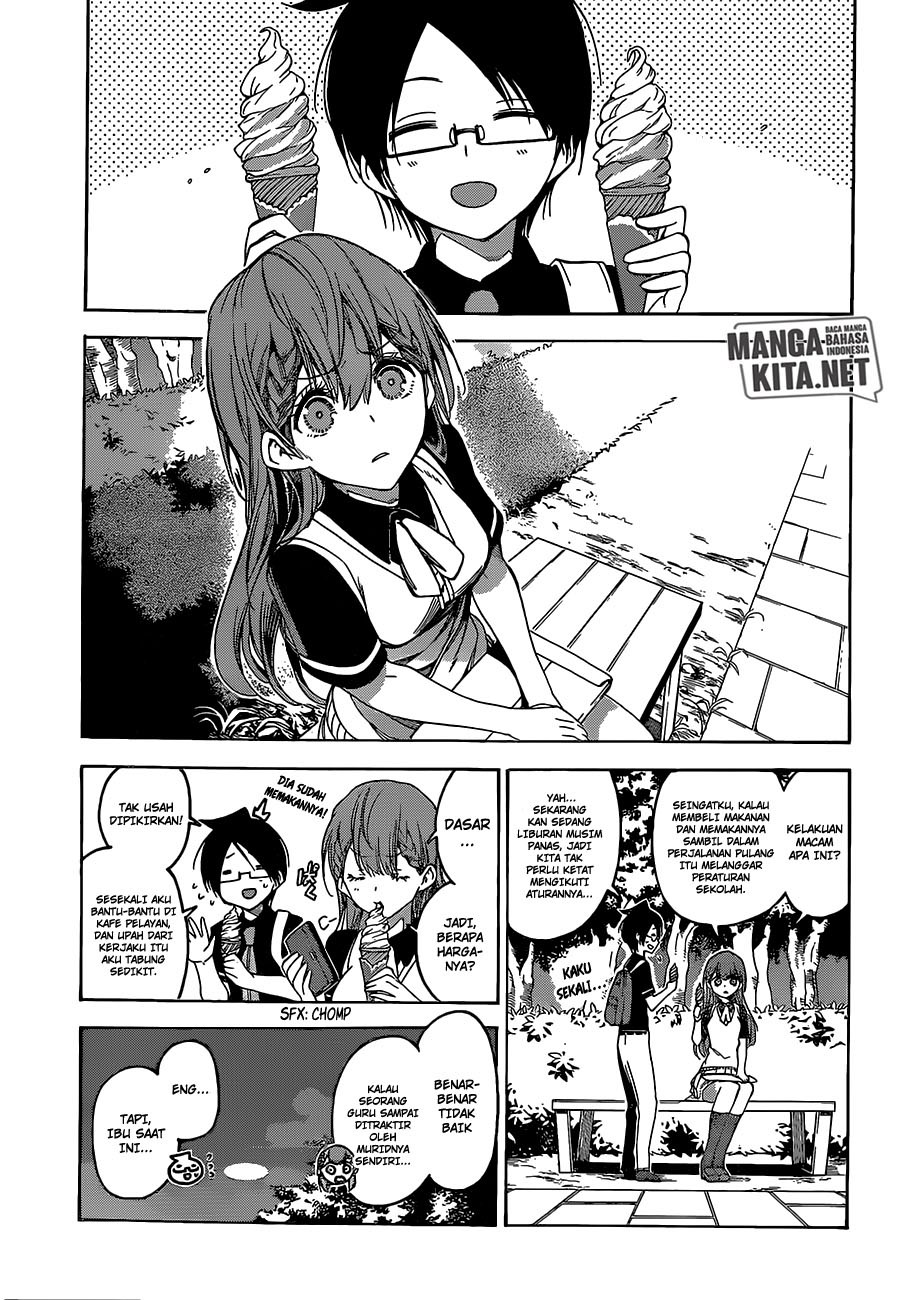 MANGA-
KITA.NET
BACA MANGA
BAHASA
INDONESIA
KELAKUAN
MACAM
APA INI?
SEINGATKU, KALAU
MEMBELI MAKANAN
DAN MEMAKANNYA
SAMBIL DALAM
PERJALANAN PULANG
ITU MELANGGAR
PERATURAN
SEKOLAH.
YAH...
SEKARANG
KAN SEDANG
LIBURAN MUSIM
PANAS, JADI
KITA TAK
PERLU KETAT
MENGIKUTI
ATURANNYA...
KAKU
SEKALI...
DASAR
...
JADI,
BERAPA
HARGA-
NYA?
DIA SUDAH
MEMAKANNYA!
TAK USAH
DIPIKIRKAN!
SESEKALI AKU
BANTU-BANTU DI
KAFE PELAYAN,
DAN UPAH DARI
KERJAKU ITU
AKU TABUNG
SEDIKIT.
SFX: CHOMP
BENAR-
BENAR
TIDAK
BAIK
KALAU
SEORANG
GURU SAMPAI
DITRAKTIR
OLEH
MURIDNYA
SENDIRI...
ENG...
TAPI,
IBU SAAT
INI...